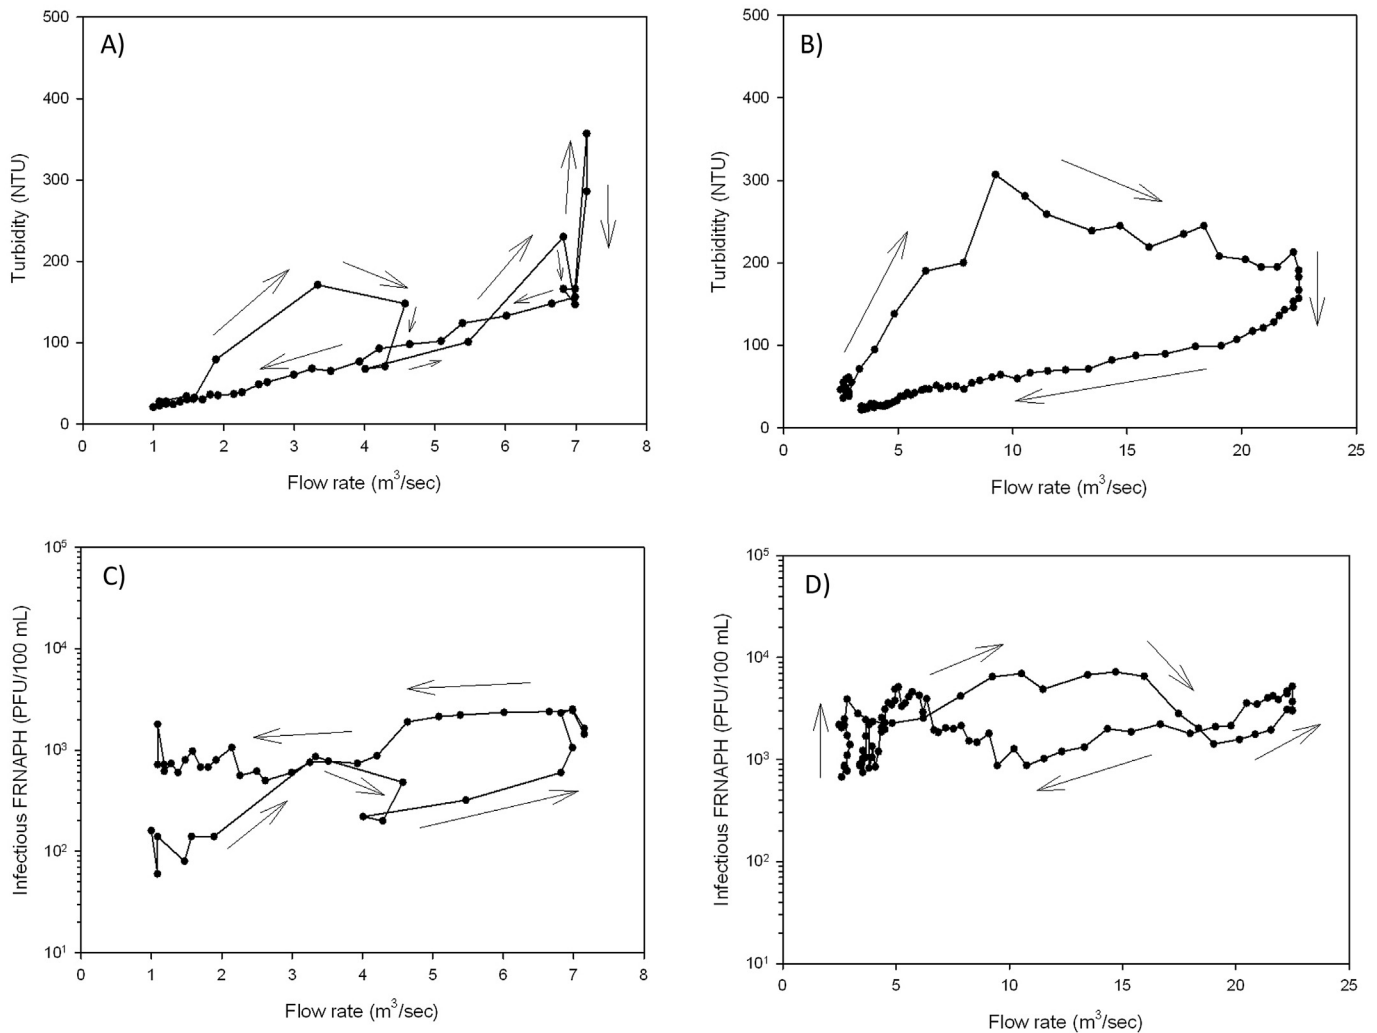 A)
500
400
300
200
100
0
Turbidity (NTU)
0 1 2 3 4 5 6 7 8
Flow rate (m³/sec)
B)
500
400
300
200
100
0
Turbiditity (NTU)
0 5 10 15 20 25
Flow rate (m³/sec)
C)
10⁵
10⁴
10³
10²
10¹
Infectious FRNAPH (PFU/100 mL)
0 1 2 3 4 5 6 7 8
Flow rate (m³/sec)
D)
10⁵
10⁴
10³
10²
10¹
Infectious FRNAPH (PFU/100 mL)
0 5 10 15 20 25
Flow rate (m³/sec)